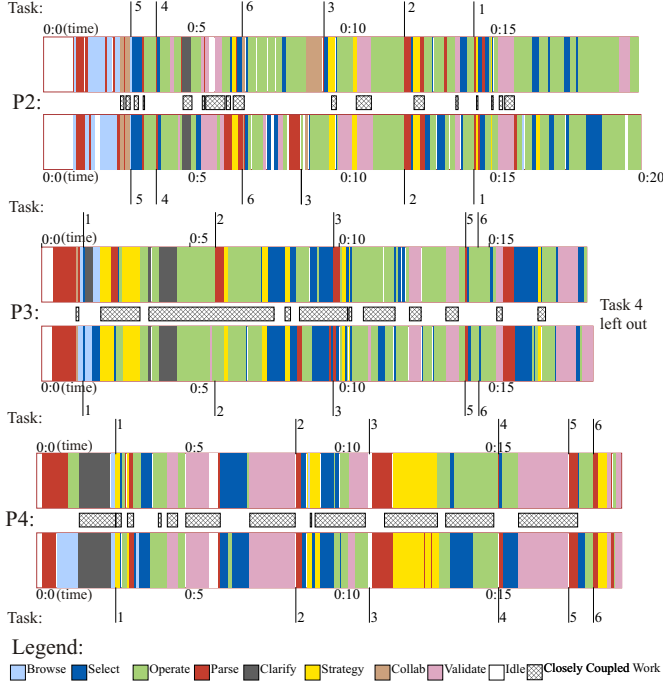 Task: 5 4 6 3 2 1
0:0(time) 0:5 0:10 0:15
P2:
0:0(time) 0:5 0:10 0:15 0:20
5 4 6 3 2 1
Task: 1 2 3 5 6
0:0(time) 0:5 0:10 0:15
P3:
Task 4
left out
0:0(time) 0:5 0:10 0:15
1 2 3 5 6
Task: 1 2 3 4 5 6
0:0(time) 0:5 0:10 0:15
P4:
0:0(time) 0:5 0:10 0:15
Task: 1 2 3 4 5 6
Legend:
Browse Select Operate Parse Clarify Strategy Collab Validate Idle Closely Coupled Work